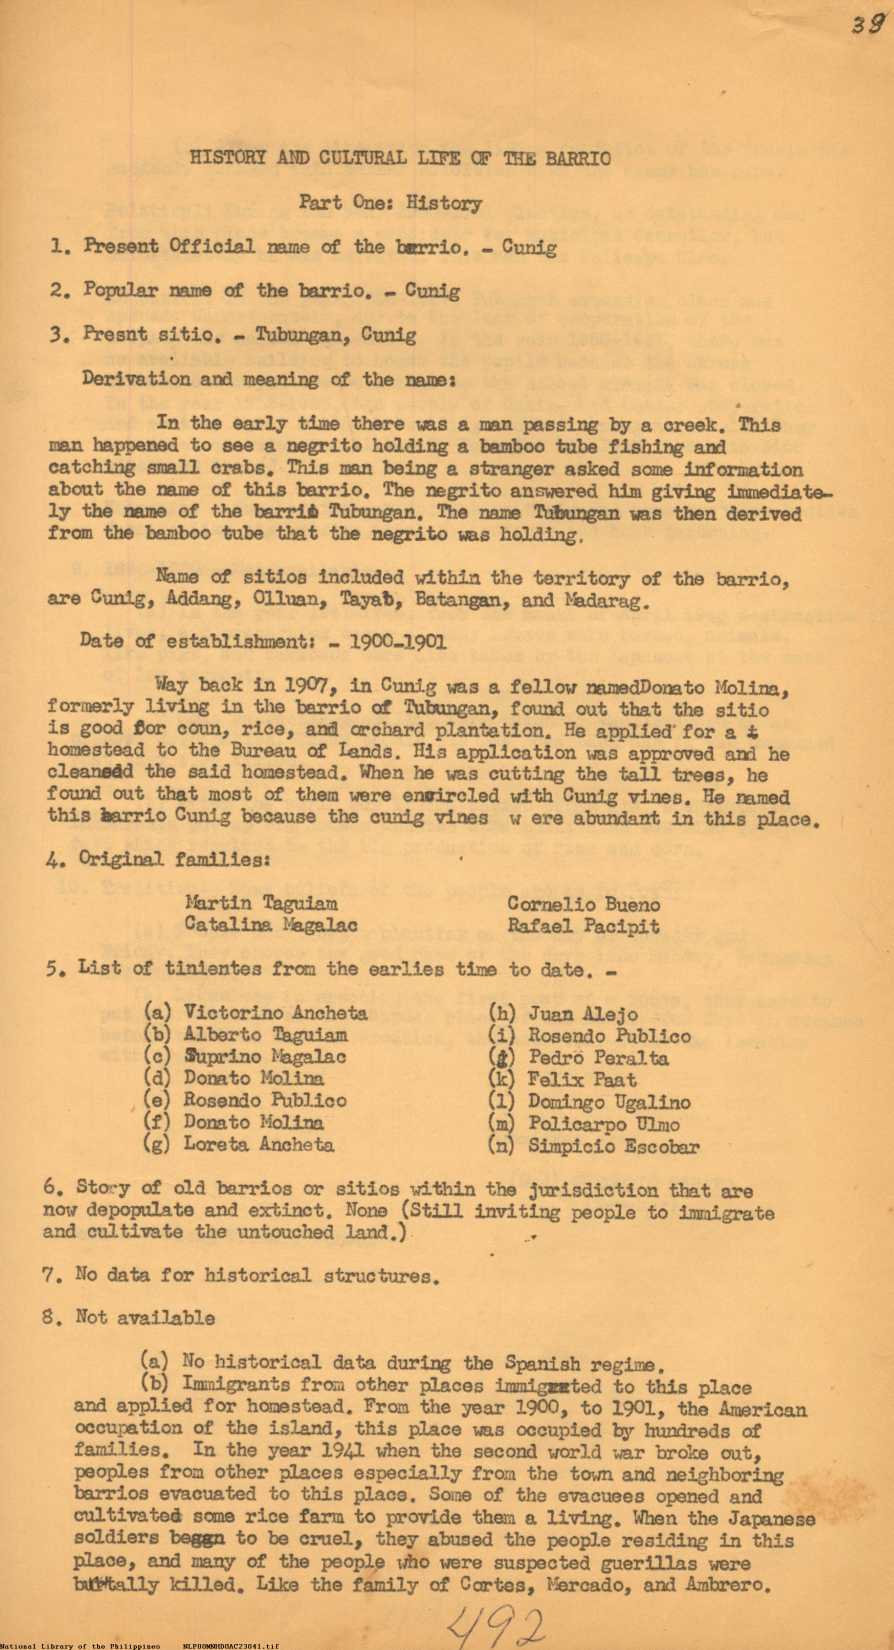 39
HISTORY AND CULTURAL LIFE OF THE BARRIO
Part One: History
1. Present Official name of the barrio. - Cunig
2. Popular name of the barrio. - Cunig
3. Presnt sitio. - Tubungan, Cunig
Derivation and meaning of the name:
In the early time there was a man passing by a creek. This
man happened to see a negrito holding a bamboo tube fishing and
catching small crabs. This man being a stranger asked some information
about the name of this barrio. The negrito answered him giving immediate-
ly the name of the barrio Tubungan. The name Tubungan was then derived
from the bamboo tube that the negrito was holding.
Name of sitios included within the territory of the barrio,
are Cunig, Addang, Olluan, Tayab, Batangan, and Madarag.
Date of establishment: - 1900-1901
Way back in 1907, in Cunig was a fellow namedDonato Molina,
formerly living in the barrio of Tubungan, found out that the sitio
is good for coun, rice, and orchard plantation. He applied for a t
homestead to the Bureau of Lands. His application was approved and he
cleanedd the said homestead. When he was cutting the tall trees, he
found out that most of them were encircled with Cunig vines. He named
this barrio Cunig because the cunig vines w ere abundant in this place.
4. Original families:
Martin Taguiam Cornelio Bueno
Catalina Magalac Rafael Pacipit
5. List of tinientes from the earlies time to date. -
(a) Victorino Ancheta (h) Juan Alejo
(b) Alberto Taguiam (i) Rosendo Publico
(c) Suprino Magalac (j) Pedro Peralta
(d) Donato Molina (k) Felix Paat
(e) Rosendo Publico (l) Domingo Ugalino
(f) Donato Molina (m) Policarpo Ulmo
(g) Loreta Ancheta (n) Simpicio Escobar
6. Story of old barrios or sitios within the jurisdiction that are
now depopulate and extinct. None (Still inviting people to immigrate
and cultivate the untouched land.)
7. No data for historical structures.
8. Not available
(a) No historical data during the Spanish regime.
(b) Immigrants from other places immigrated to this place
and applied for homestead. From the year 1900, to 1901, the American
occupation of the island, this place was occupied by hundreds of
families. In the year 1941 when the second world war broke out,
peoples from other places especially from the town and neighboring
barrios evacuated to this place. Some of the evacuees opened and
cultivated some rice farm to provide them a living. When the Japanese
soldiers began to be cruel, they abused the people residing in this
place, and many of the people who were suspected guerillas were
brutally killed. Like the family of Cortes, Mercado, and Ambrero.
492
National Library of the Philippines NLP80MNHD0AC23041.tif